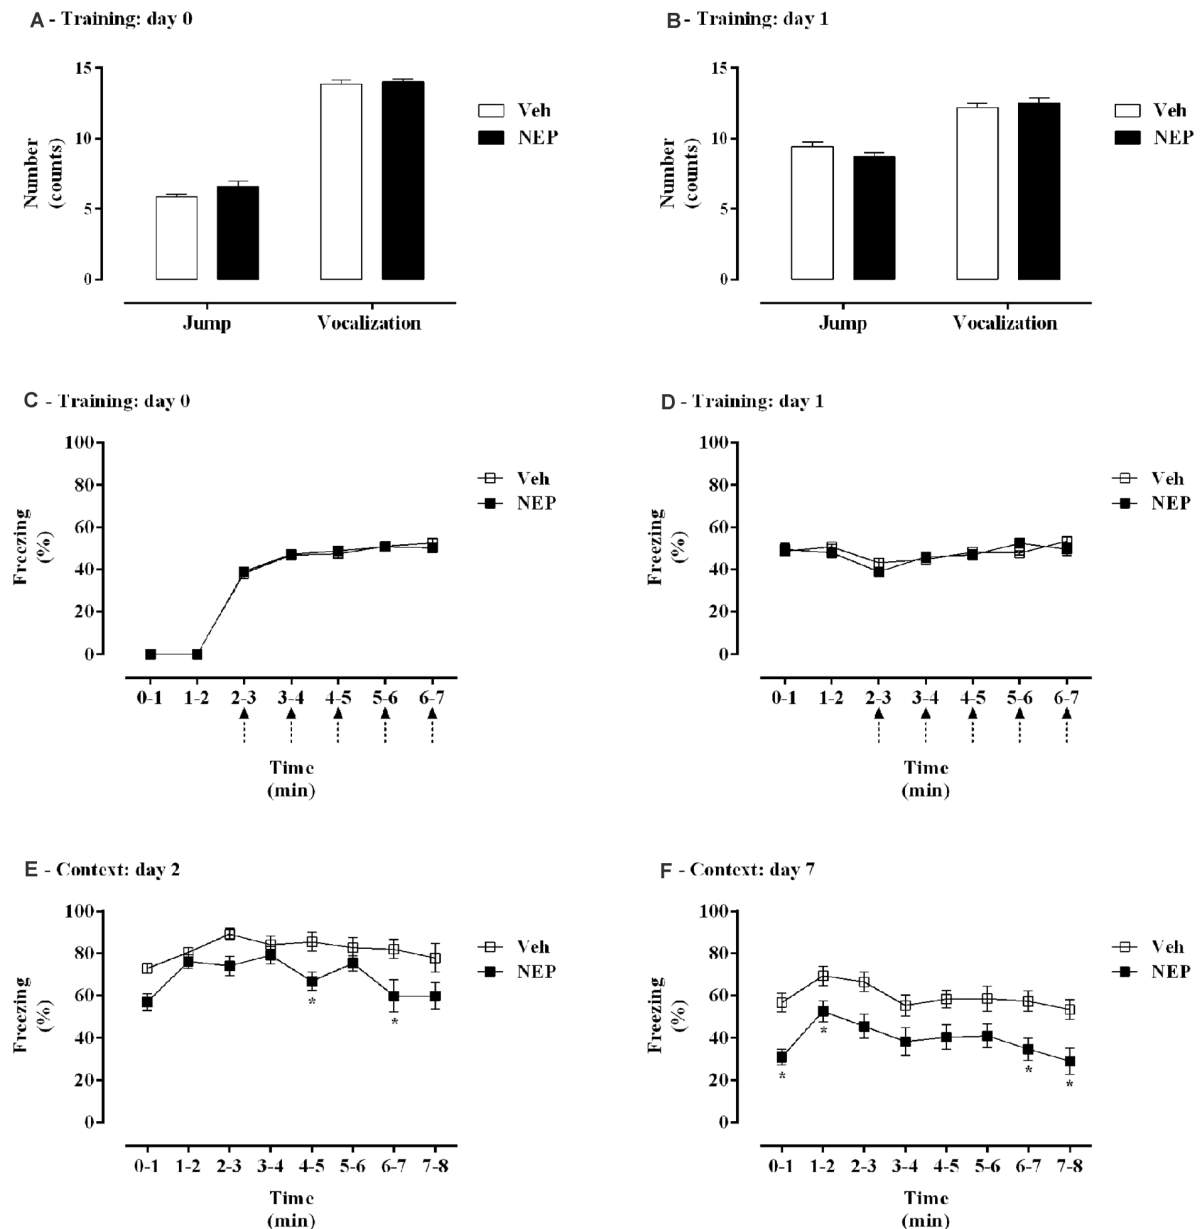 A - Training: day 0
15
10
5
0
Number
(counts)
Jump
Vocalization
Veh
NEP
B - Training: day 1
15
10
5
0
Number
(counts)
Jump
Vocalization
Veh
NEP
C - Training: day 0
100
80
60
40
20
0
Freezing
(%)
0-1 1-2 2-3 3-4 4-5 5-6 6-7
Time
(min)
Veh
NEP
D - Training: day 1
100
80
60
40
20
0
Freezing
(%)
0-1 1-2 2-3 3-4 4-5 5-6 6-7
Time
(min)
Veh
NEP
E - Context: day 2
100
80
60
40
20
0
Freezing
(%)
* *
0-1 1-2 2-3 3-4 4-5 5-6 6-7 7-8
Time
(min)
Veh
NEP
F - Context: day 7
100
80
60
40
20
0
Freezing
(%)
* * * *
0-1 1-2 2-3 3-4 4-5 5-6 6-7 7-8
Time
(min)
Veh
NEP